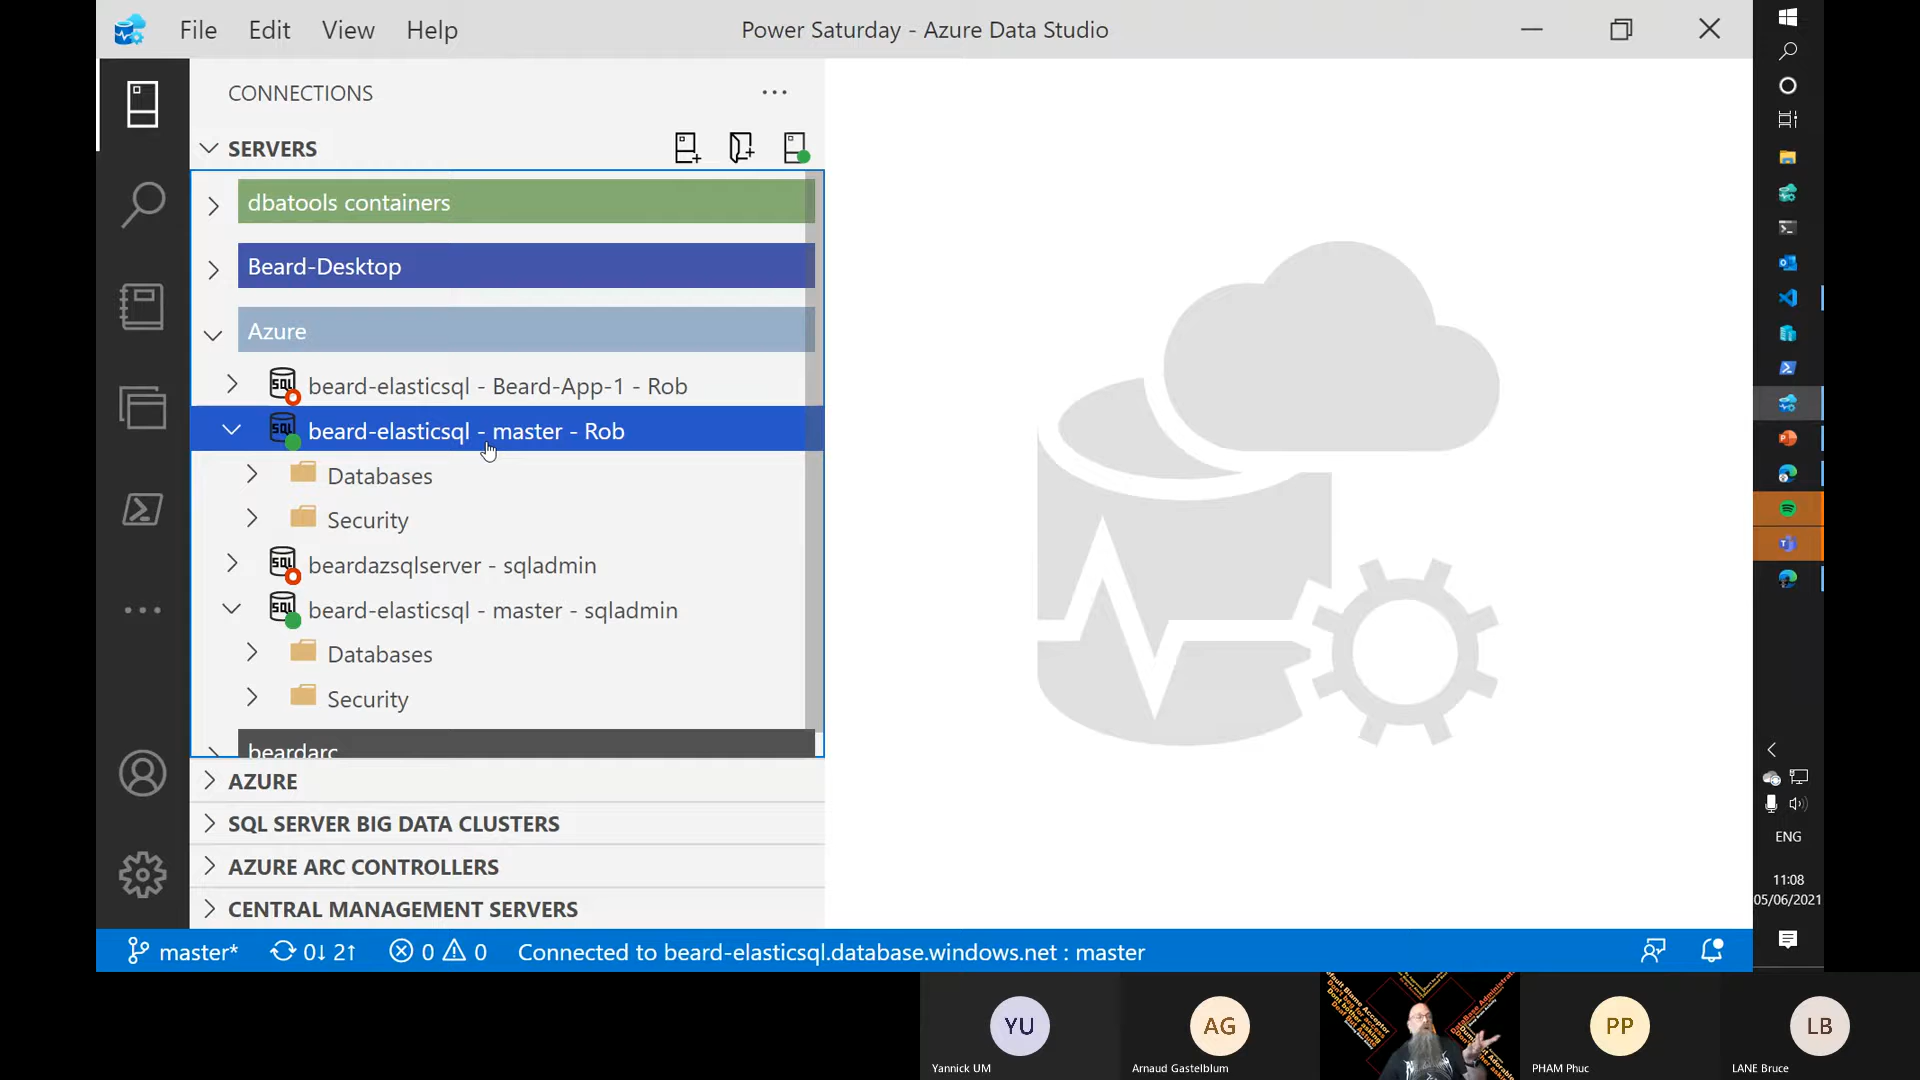 File Edit View Help
Power Saturday - Azure Data Studio
CONNECTIONS
SERVERS
dbatools containers
Beard-Desktop
Azure
beard-elasticsql - Beard-App-1 - Rob
beard-elasticsql - master - Rob
Databases
Security
beardazsqlserver - sqladmin
beard-elasticsql - master - sqladmin
Databases
Security
beardarc
AZURE
SQL SERVER BIG DATA CLUSTERS
AZURE ARC CONTROLLERS
CENTRAL MANAGEMENT SERVERS
master* 0↓ 2↑ 0 0 Connected to beard-elasticsql.database.windows.net : master
ENG
11:08
05/06/2021
YU
Yannick UM
AG
Arnaud Gastelblum
PP
PHAM Phuc
LB
LANE Bruce